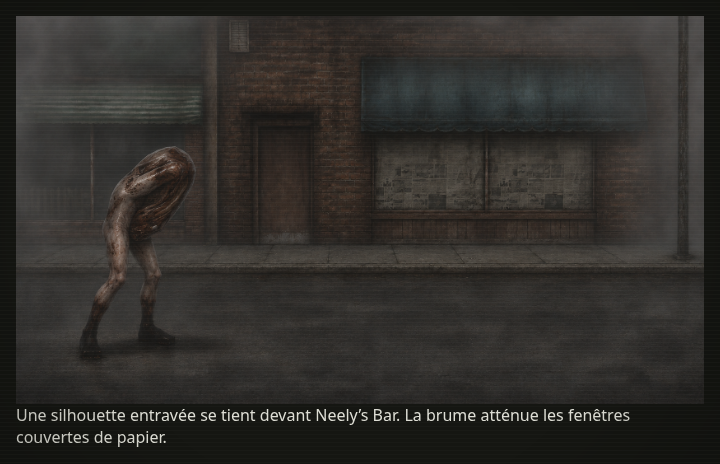 Une silhouette entravée se tient devant Neely’s Bar. La brume atténue les fenêtres
couvertes de papier.